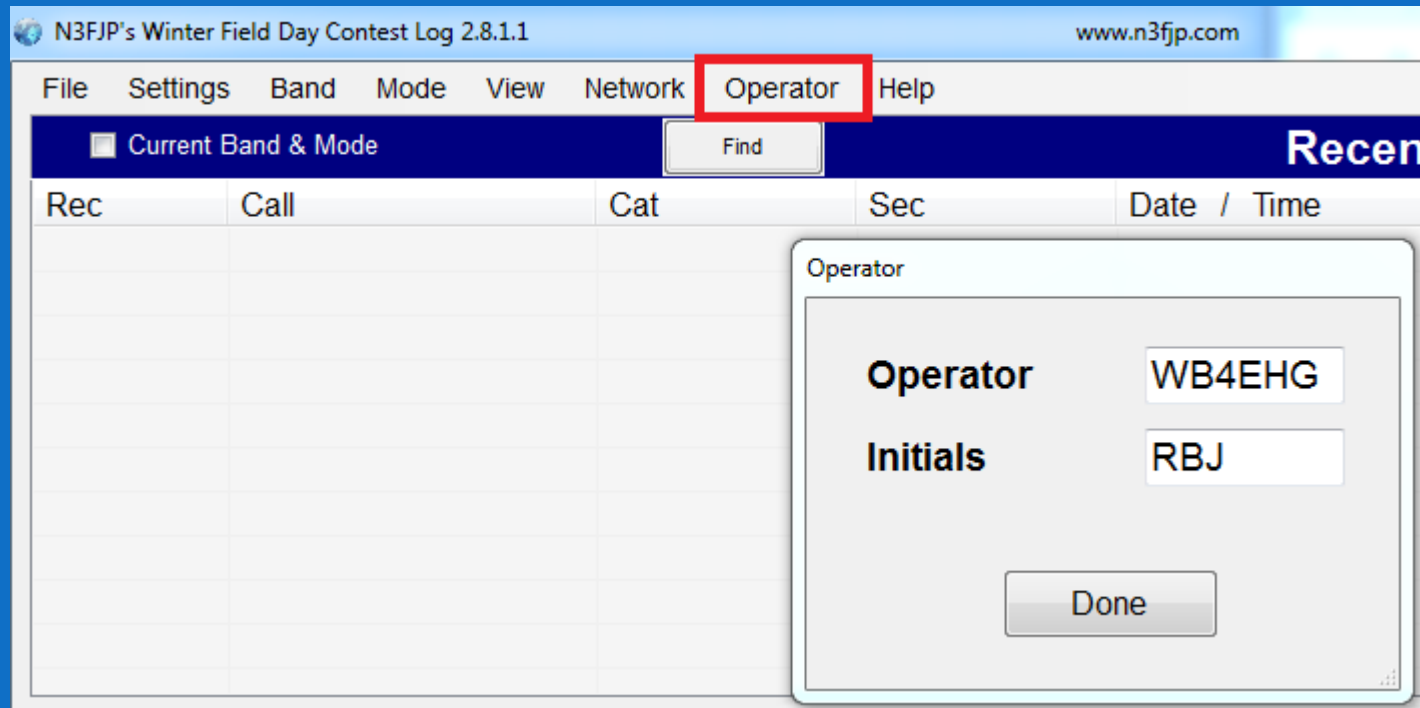 N3FJP's Winter Field Day Contest Log 2.8.1.1 www.n3fjp.com
File Settings Band Mode View Network Operator Help
Current Band & Mode Find Recen
Rec Call Cat Sec Date / Time
Operator
Operator WB4EHG
Initials RBJ
Done